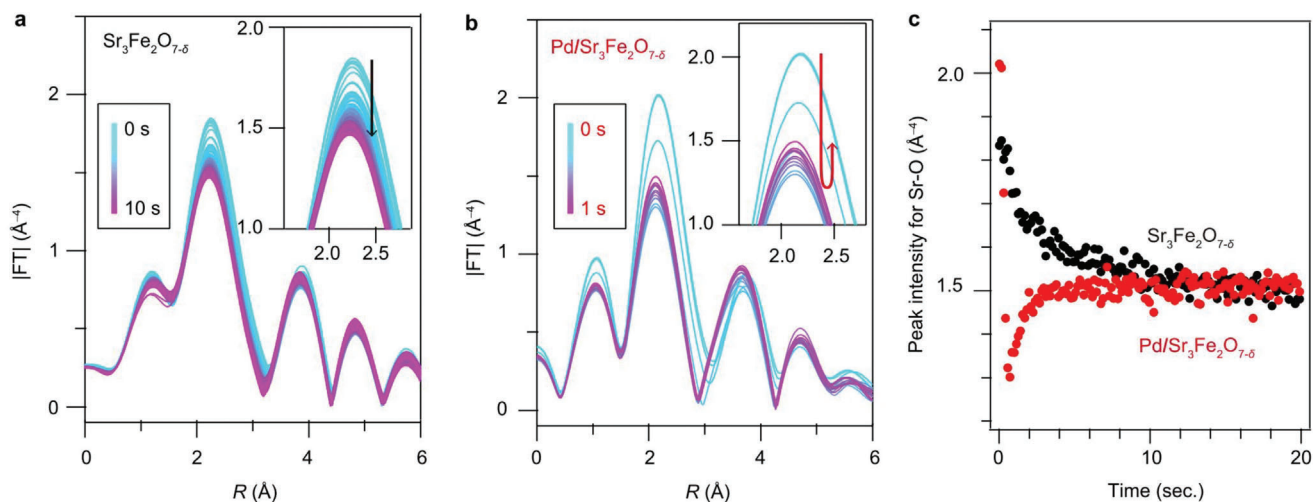 a
Sr₃Fe₂O₇₋δ
2.0
1.5
1.0
2.0
2.5
0 s
10 s
2
1
0
|FT| (Å⁻⁴)
0
2
4
6
R (Å)
b
Pd/Sr₃Fe₂O₇₋δ
2.0
1.5
1.0
2.0
2.5
0 s
1 s
2
1
0
|FT| (Å⁻⁴)
0
2
4
6
R (Å)
c
2.0
1.5
Peak intensity for Sr-O (Å⁻⁴)
Sr₃Fe₂O₇₋δ
Pd/Sr₃Fe₂O₇₋δ
0
10
20
Time (sec.)